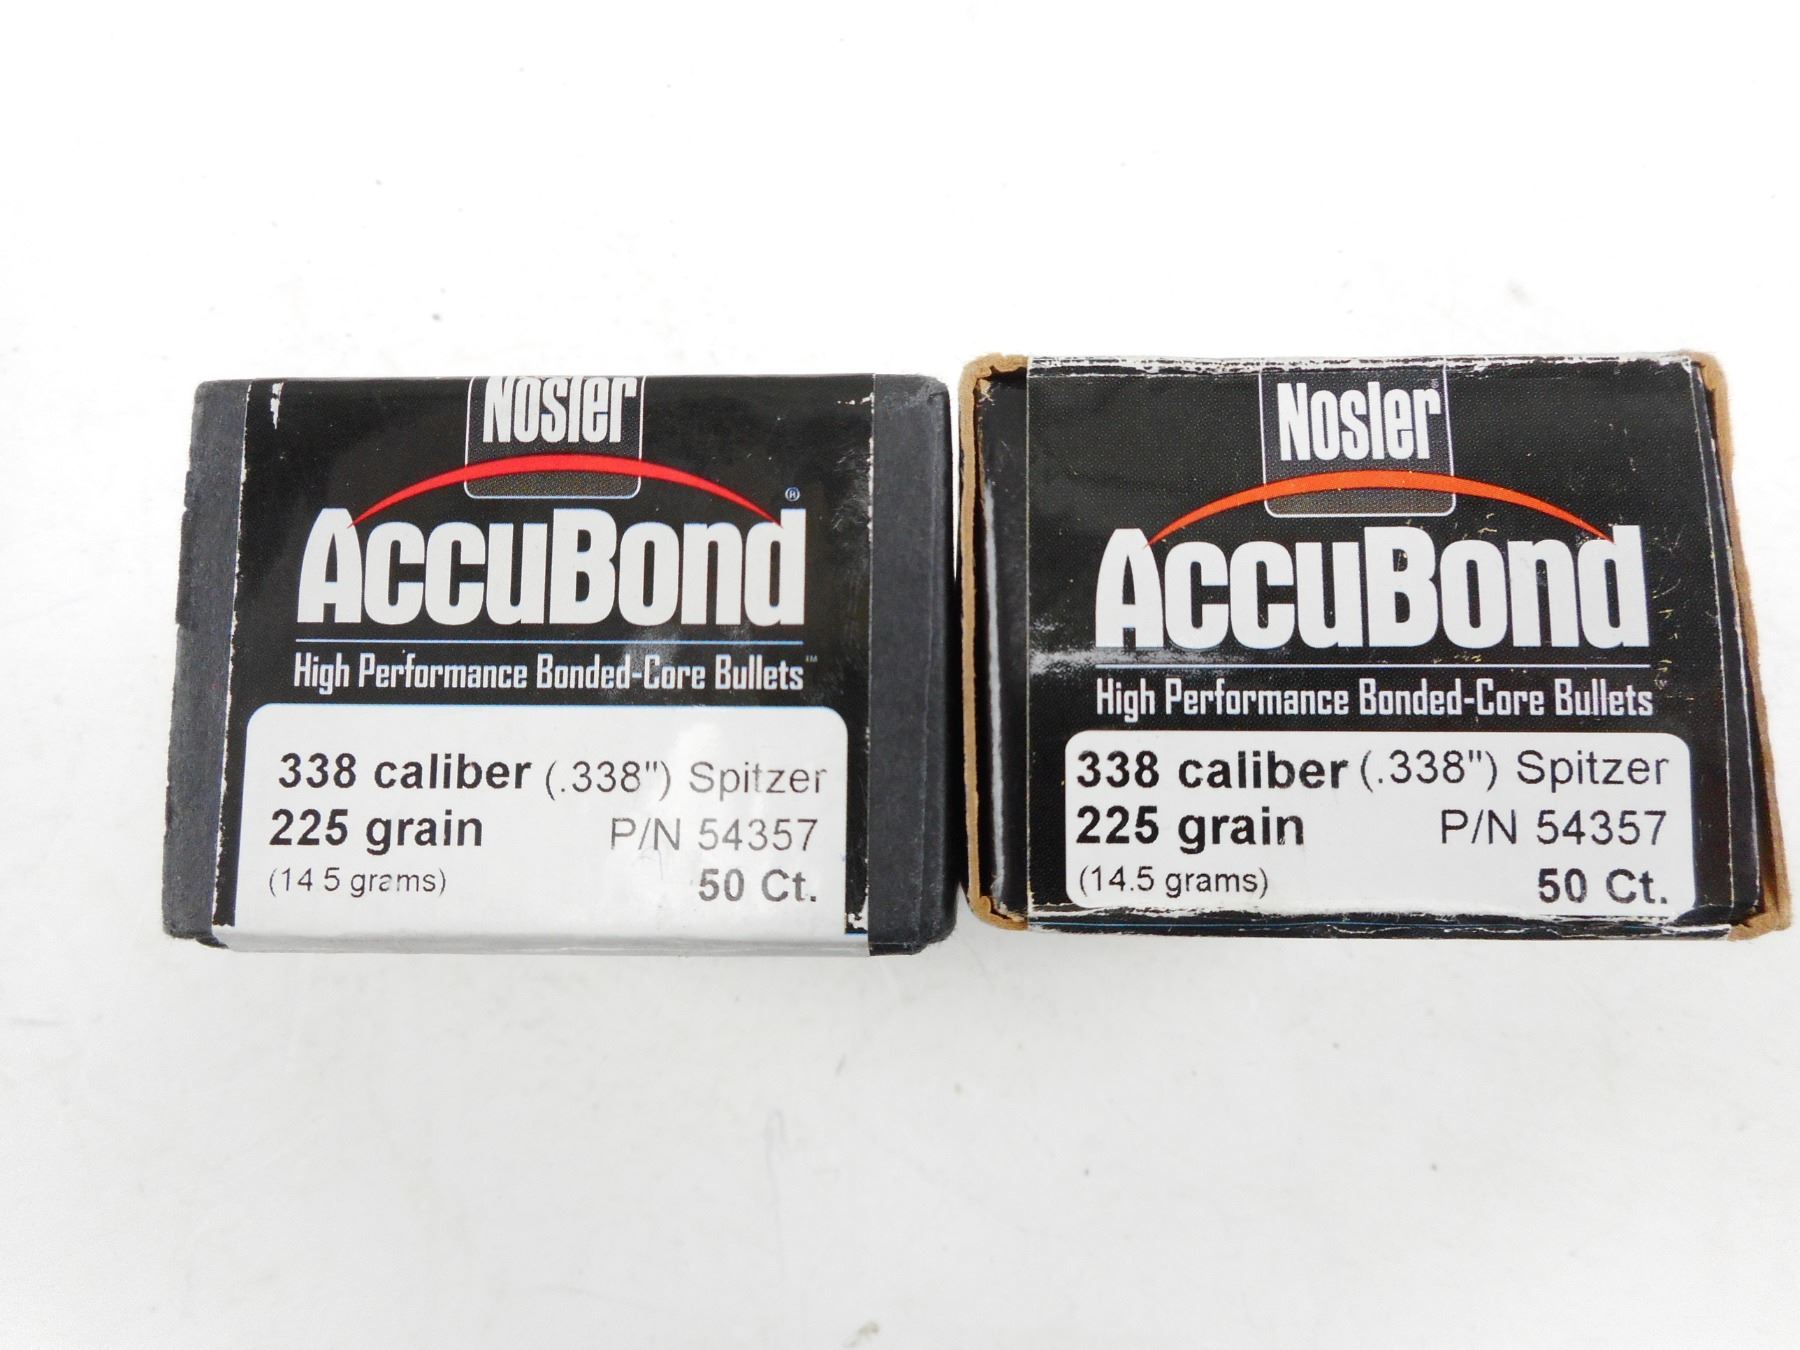 Nosler
AccuBond®
High Performance Bonded-Core Bullets™
338 caliber (.338") Spitzer
225 grain P/N 54357
(14 5 grams) 50 Ct.
Nosler®
AccuBond
High Performance Bonded-Core Bullets
338 caliber (.338") Spitzer
225 grain P/N 54357
(14.5 grams) 50 Ct.